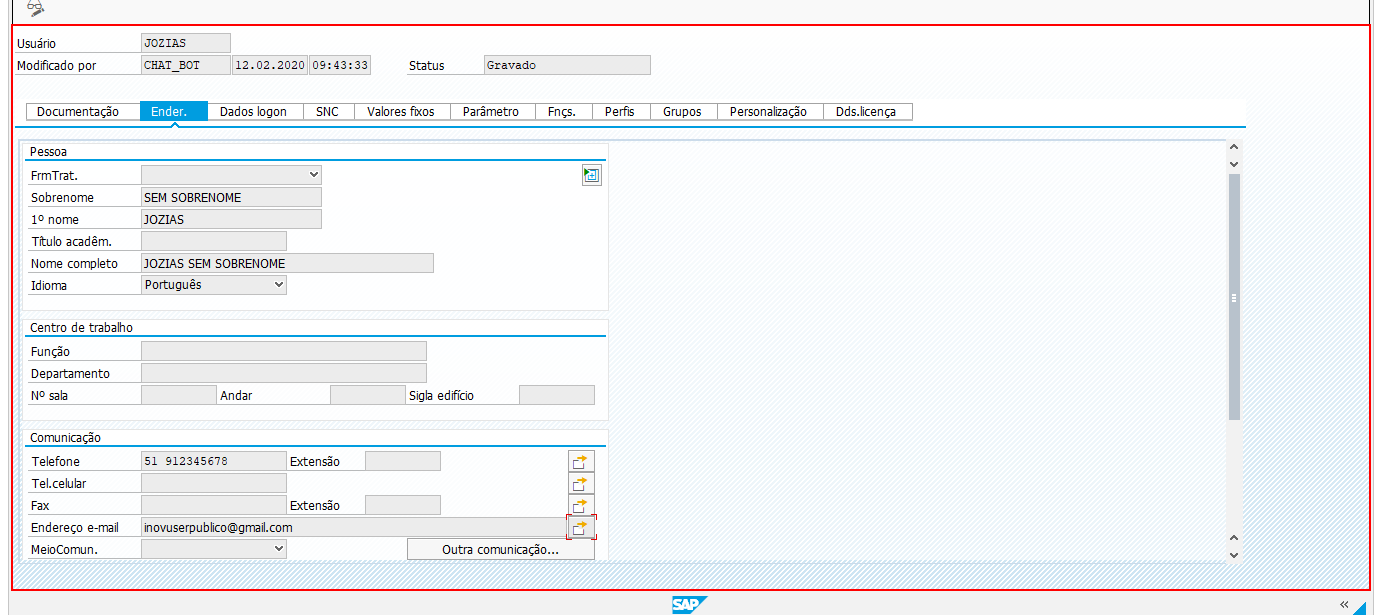 Usuário JOZIAS
Modificado por CHAT_BOT 12.02.2020 09:43:33 Status Gravado
Documentação Ender. Dados logon SNC Valores fixos Parâmetro Fnçs. Perfis Grupos Personalização Dds.licença
Pessoa
FrmTrat.
Sobrenome SEM SOBRENOME
1º nome JOZIAS
Título acadêm.
Nome completo JOZIAS SEM SOBRENOME
Idioma Português
Centro de trabalho
Função
Departamento
Nº sala Andar Sigla edifício
Comunicação
Telefone 51 912345678 Extensão
Tel.celular
Fax Extensão
Endereço e-mail inovuserpublico@gmail.com
MeioComun. Outra comunicação...
SAP